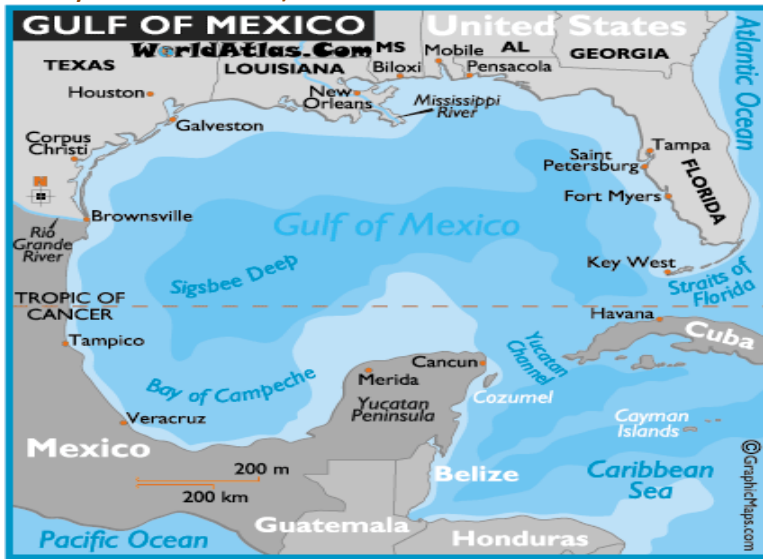 GULF OF MEXICO
United States
WorldAtlas.Com
TEXAS
LOUISIANA
MS
Biloxi
Mobile
AL
Pensacola
GEORGIA
Atlantic Ocean
Houston
New
Orleans
Mississippi
River
Galveston
Corpus
Christi
Tampa
Saint
Petersburg
FLORIDA
Fort Myers
N
Brownsville
Gulf of Mexico
Rio
Grande
River
Sigsbee Deep
Key West
Straits of
Florida
TROPIC OF
CANCER
Havana
Cuba
Tampico
Yucatan
Channel
Bay of Campeche
Merida
Cancun
Cozumel
Yucatan
Peninsula
Veracruz
Cayman
Islands
Mexico
200 m
200 km
Belize
Caribbean
Sea
Guatemala
Honduras
Pacific Ocean
©GraphicMaps.com